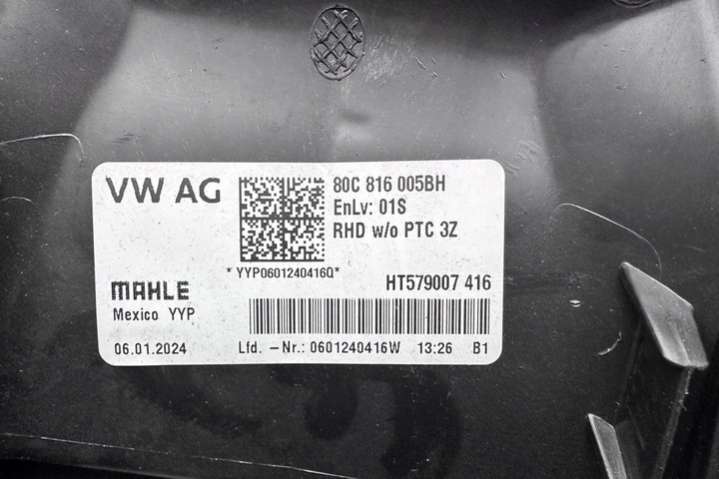 VW AG
80C 816 005BH
EnLv: 01S
RHD w/o PTC 3Z
*YYP0601240416Q*
MAHLE
HT579007 416
Mexico YYP
06.01.2024
Lfd. -Nr.: 0601240416W 13:26 B1